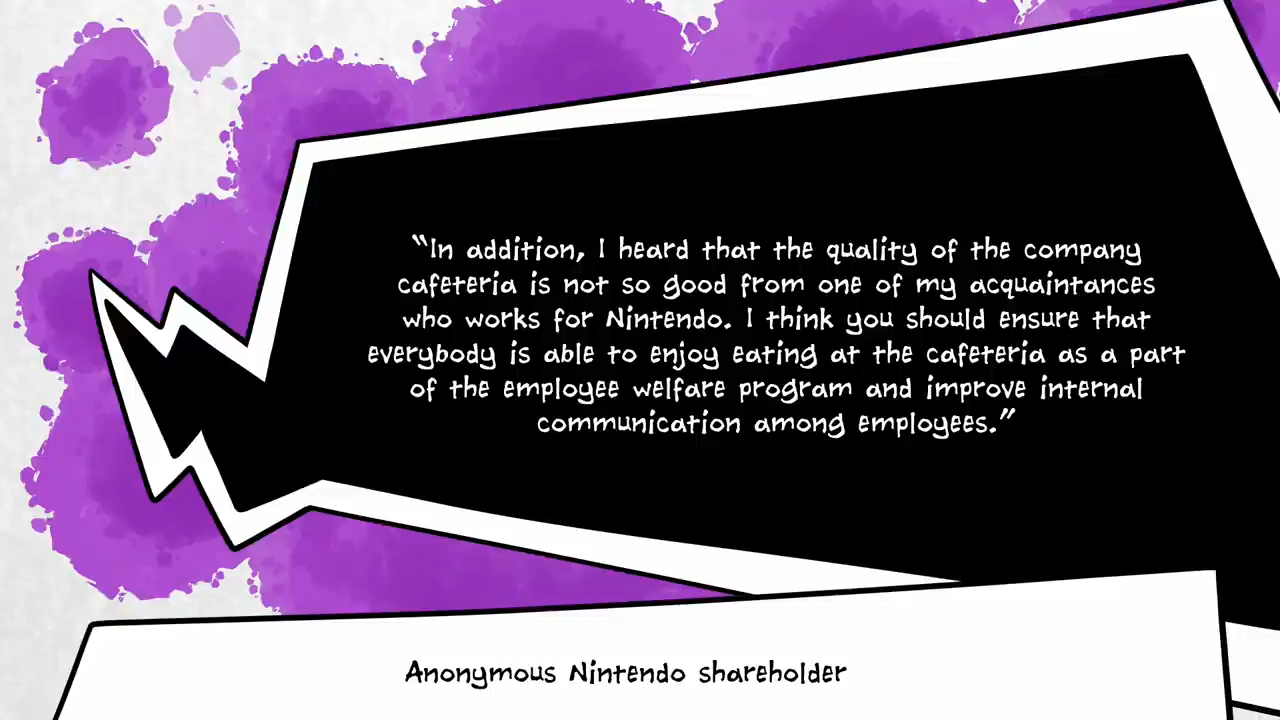 “In addition, I heard that the quality of the company
cafeteria is not so good from one of my acquaintances
who works for Nintendo. I think you should ensure that
everybody is able to enjoy eating at the cafeteria as a part
of the employee welfare program and improve internal
communication among employees.”
Anonymous Nintendo shareholder